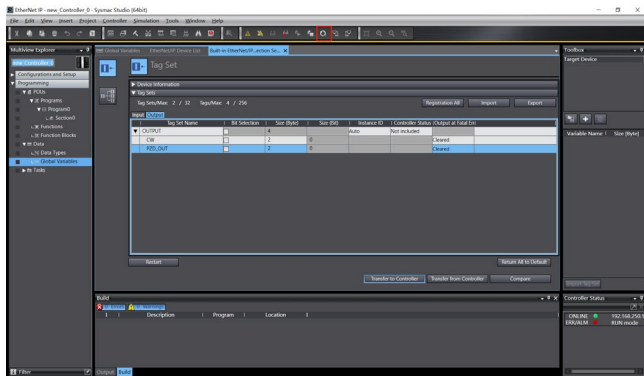 EtherNet IP - new_Controller_0 - Sysmac Studio (64bit)
File Edit View Insert Project Controller Simulation Tools Window Help
Multiview Explorer
new_Controller_0
Configurations and Setup
Programming
POUs
Programs
Program0
Section0
Functions
Function Blocks
Data
Data Types
Global Variables
Tasks
Filter
Global Variables
EtherNet/IP Device List
Built-in EtherNet/IP...ection Se...
Tag Set
Device Information
Tag Sets
Tag Sets/Max: 2 / 32 Tags/Max: 4 / 256
Registration All Import Export
Input Output
Tag Set Name Bit Selection Size (Byte) Size (Bit) Instance ID Controller Status Output at Fatal Err
OUTPUT 4 Auto Not included
CW 2 0 Cleared
PZD_OUT 2 0 Cleared
Restart Return All to Default
Transfer to Controller Transfer from Controller Compare
Build
Description Program Location
Output Build
Toolbox
Target Device
Variable Name Size (Byte)
Controller Status
ONLINE 192.168.250.1
ERR/ALM RUN mode